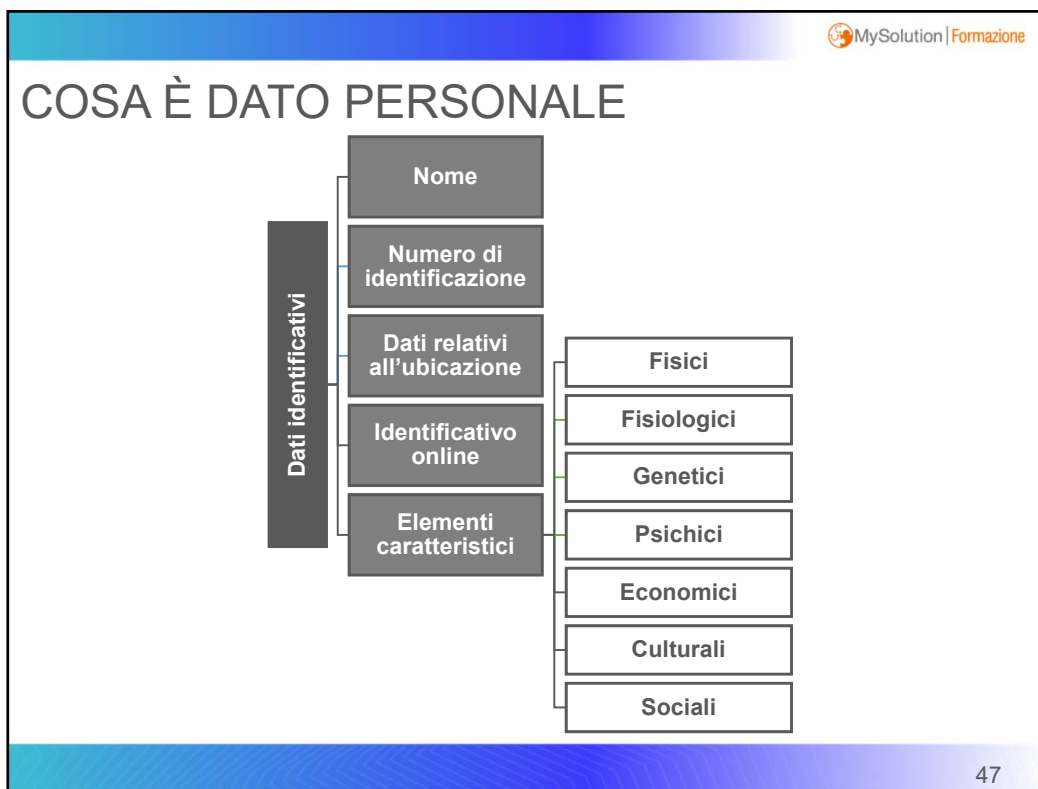 MySolution|Formazione
COSA È DATO PERSONALE
Dati identificativi
Nome
Numero di
identificazione
Dati relativi
all'ubicazione
Identificativo
online
Elementi
caratteristici
Fisici
Fisiologici
Genetici
Psichici
Economici
Culturali
Sociali
47